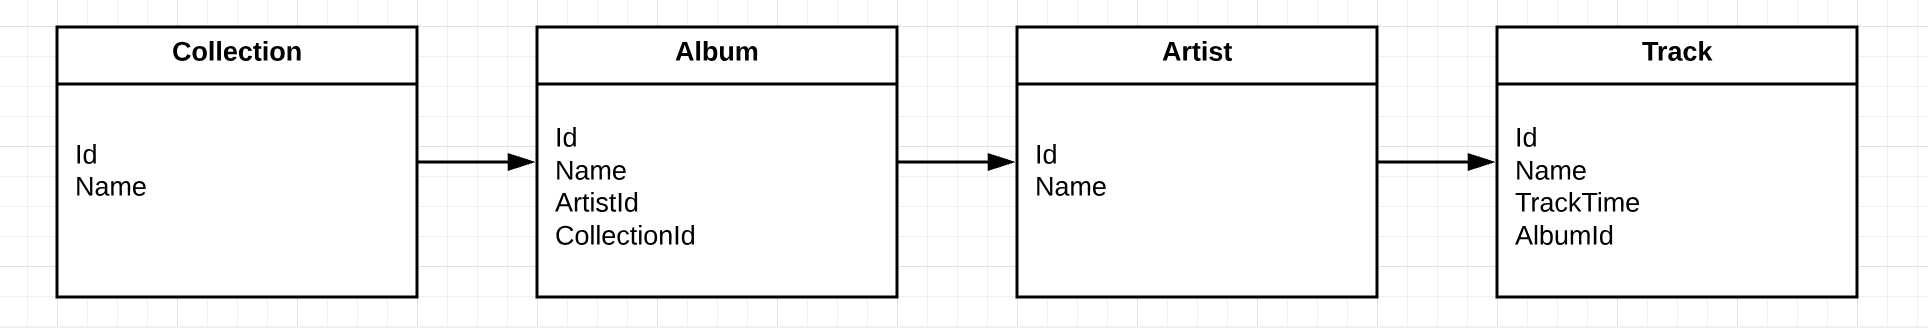 Collection
Id
Name
Album
Id
Name
ArtistId
CollectionId
Artist
Id
Name
Track
Id
Name
TrackTime
AlbumId